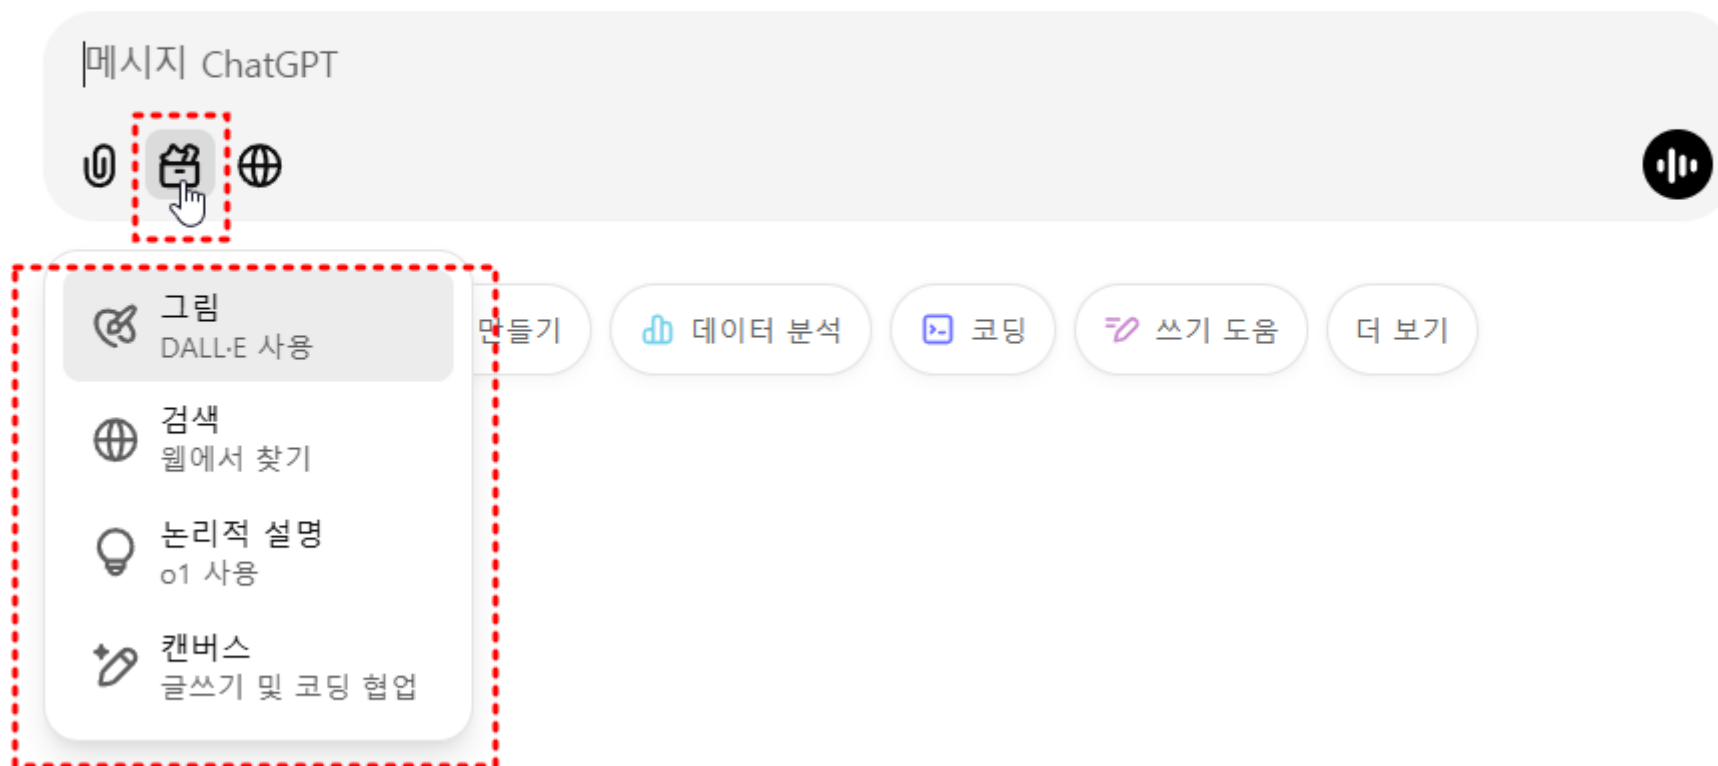 메시지 ChatGPT
그림
DALL·E 사용
만들기
데이터 분석
코딩
쓰기 도움
더 보기
검색
웹에서 찾기
논리적 설명
o1 사용
캔버스
글쓰기 및 코딩 협업